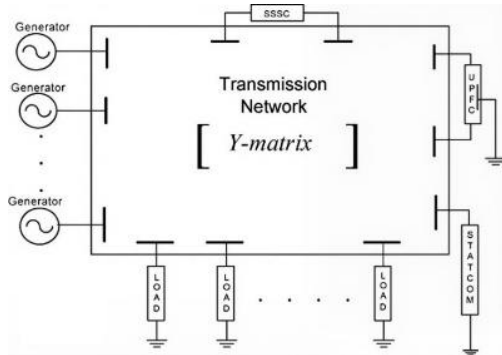 SSSC
Generator
Generator
Generator
Transmission
Network
[ Y-matrix ]
UPFC
STATCOM
LOAD
LOAD
LOAD